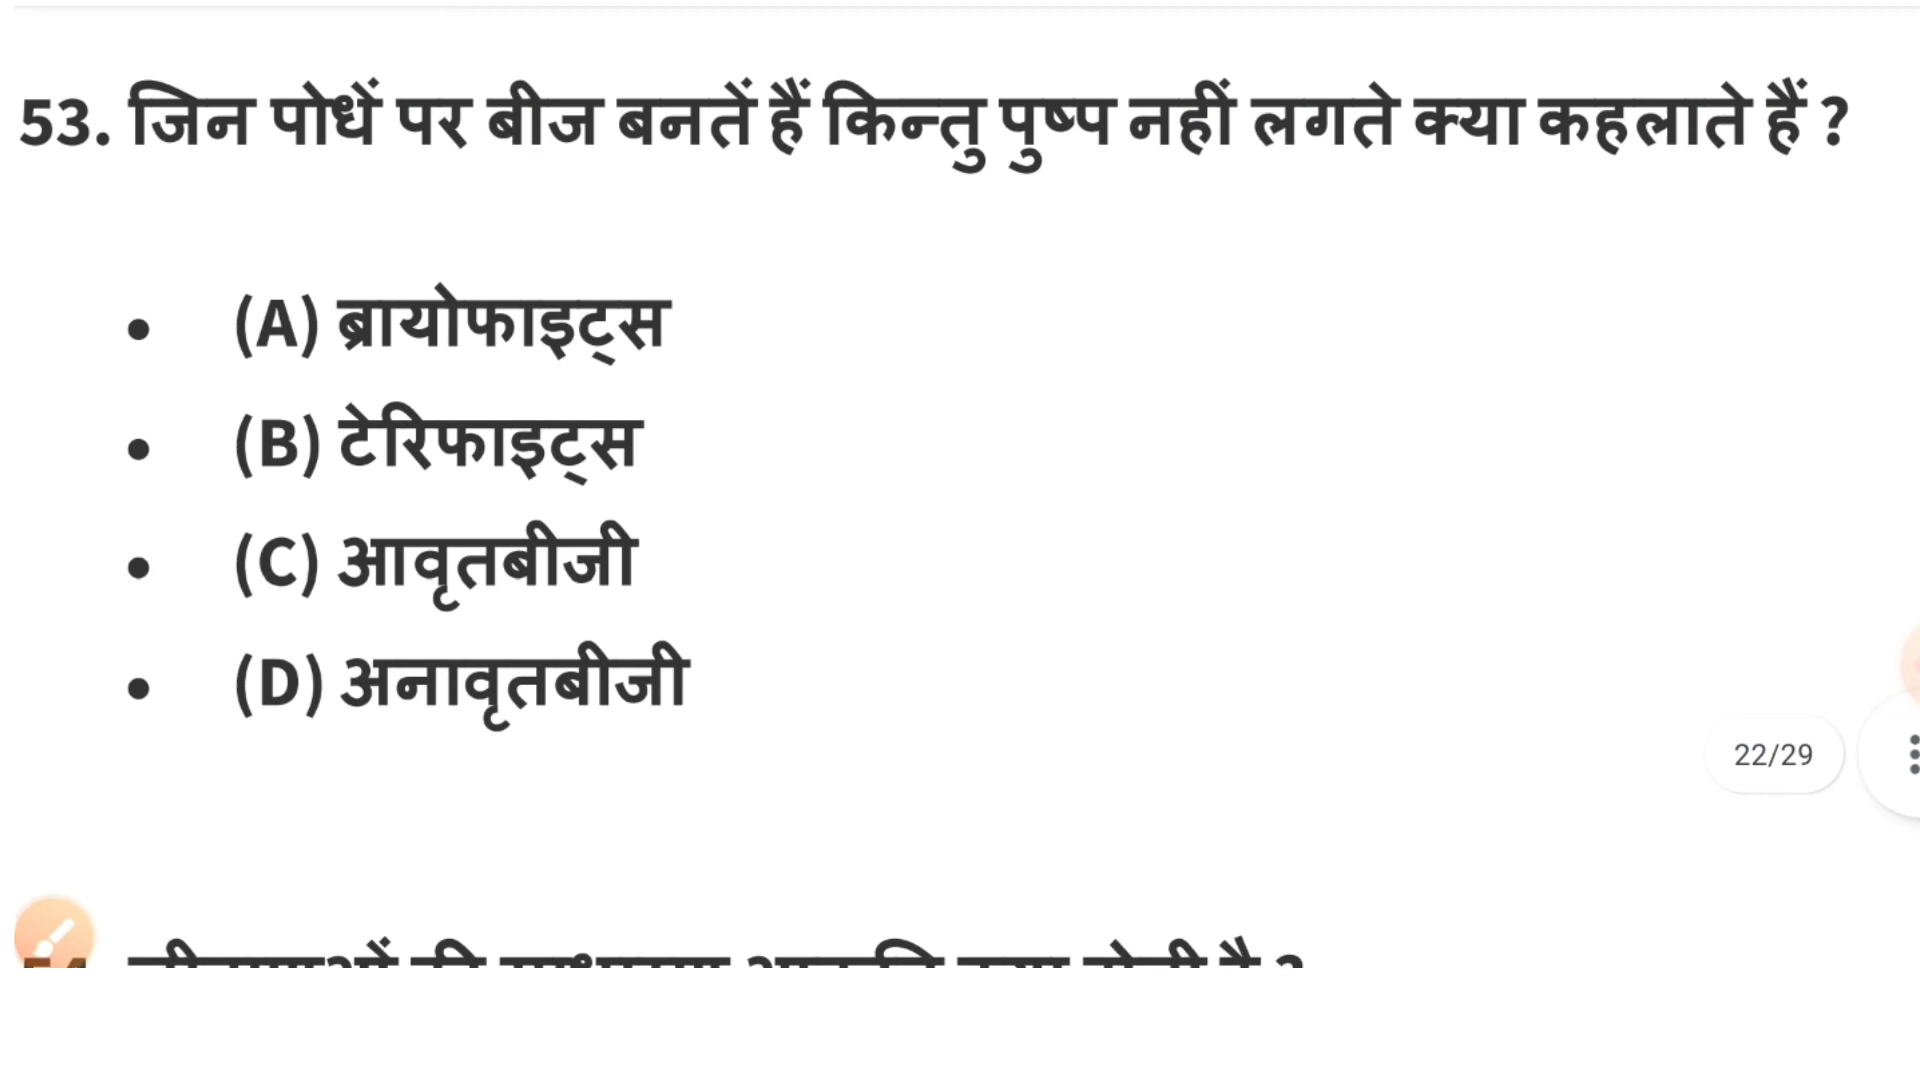 53. जिन पोधें पर बीज बनतें हैं किन्तु पुष्प नहीं लगते क्या कहलाते हैं ?
• (A) ब्रायोफाइट्स
• (B) टेरिफाइट्स
• (C) आवृतबीजी
• (D) अनावृतबीजी
22/29